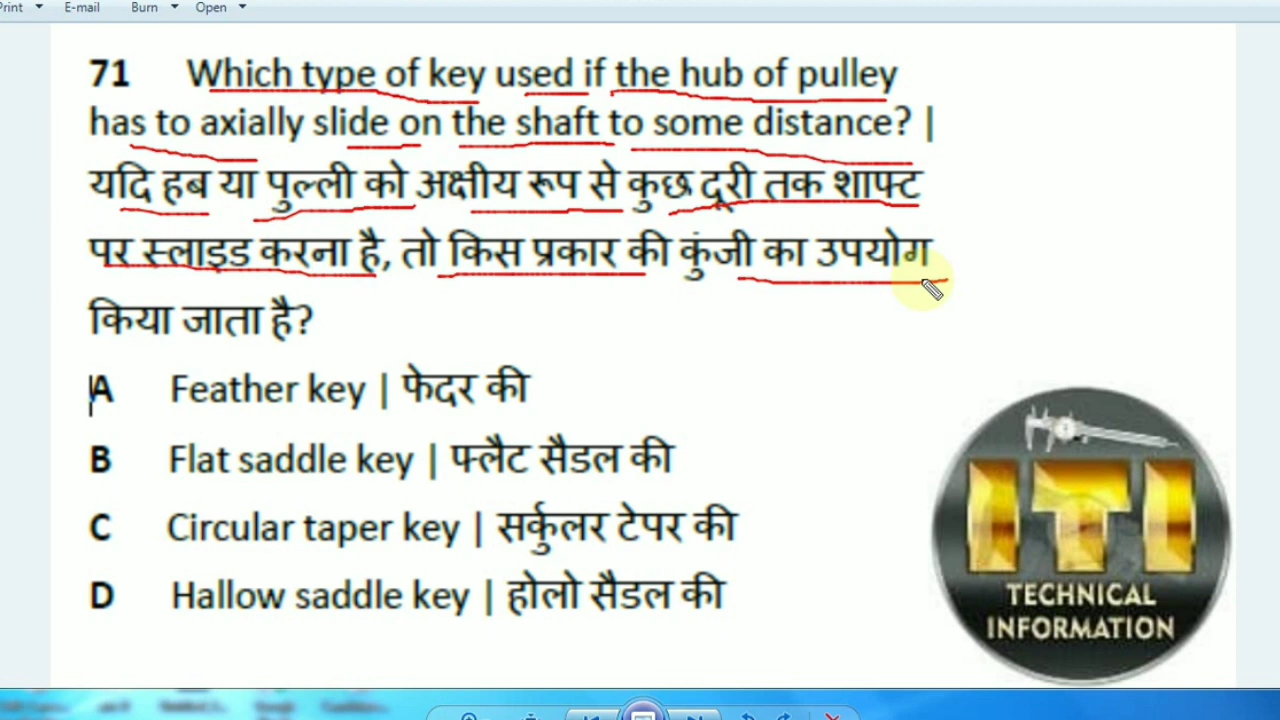 Print E-mail Burn Open
71 Which type of key used if the hub of pulley
has to axially slide on the shaft to some distance? |
यदि हब या पुल्ली को अक्षीय रूप से कुछ दूरी तक शाफ्ट
पर स्लाइड करना है, तो किस प्रकार की कुंजी का उपयोग
किया जाता है?
A Feather key | फेदर की
B Flat saddle key | फ्लैट सैडल की
C Circular taper key | सर्कुलर टेपर की
D Hallow saddle key | होलो सैडल की
ITI
TECHNICAL
INFORMATION